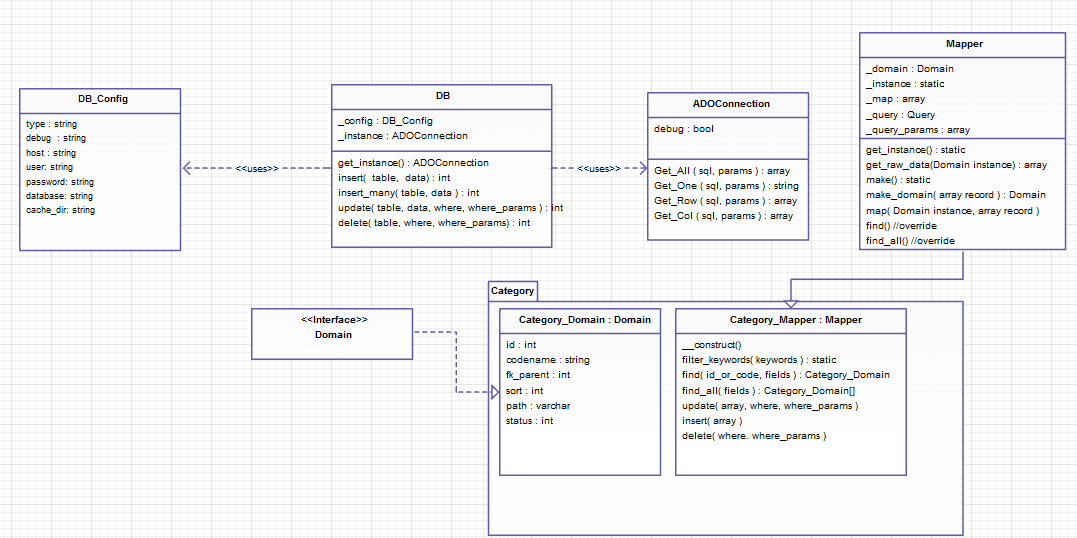 DB_Config
type : string
debug : string
host : string
user: string
password: string
database: string
cache_dir: string
<<uses>>
DB
_config : DB_Config
_instance : ADOConnection
get_instance() : ADOConnection
insert( table, data) : int
insert_many( table, data ) : int
update( table, data, where, where_params ) : int
delete( table, where, where_params) : int
<<uses>>
ADOConnection
debug : bool
Get_All ( sql, params ) : array
Get_One ( sql, params ) : string
Get_Row ( sql, params ) : array
Get_Col ( sql, params ) : array
Mapper
_domain : Domain
_instance : static
_map : array
_query : Query
_query_params : array
get_instance() : static
get_raw_data(Domain instance) : array
make() : static
make_domain( array record ) : Domain
map( Domain instance, array record )
find() //override
find_all() //override
<<Interface>>
Domain
Category
Category_Domain : Domain
id : int
codename : string
fk_parent : int
sort : int
path : varchar
status : int
Category_Mapper : Mapper
__construct()
filter_keywords( keywords ) : static
find( id_or_code, fields ) : Category_Domain
find_all( fields ) : Category_Domain[]
update( array, where, where_params )
insert( array )
delete( where. where_params )